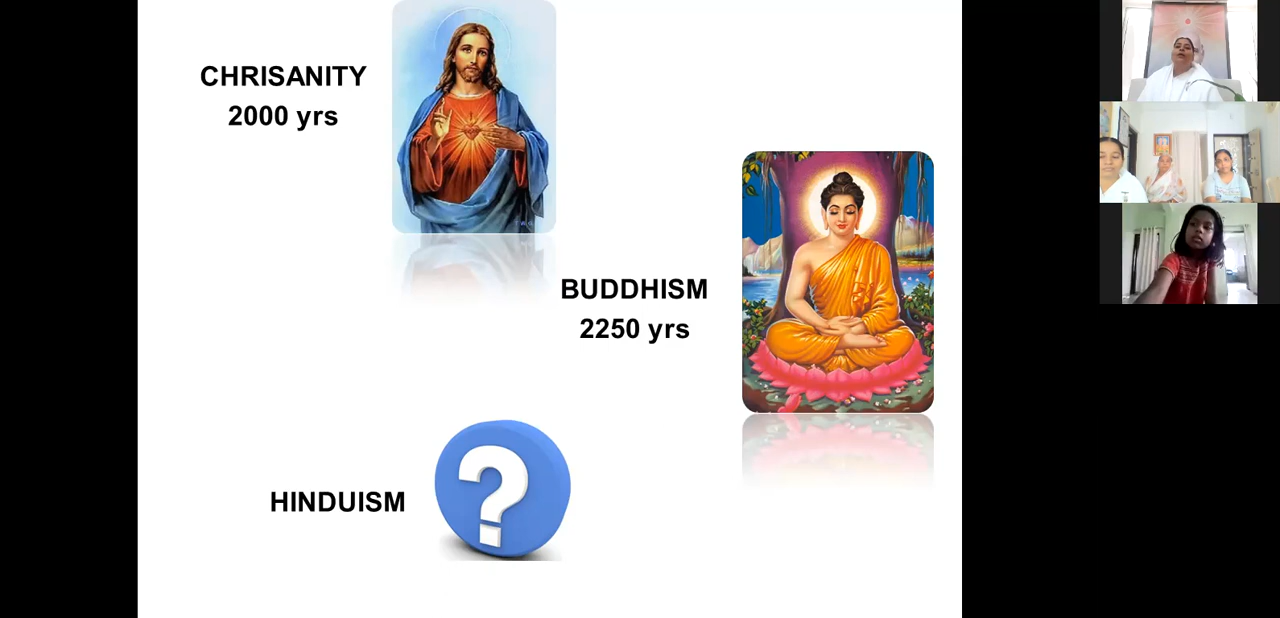 CHRISANITY
2000 yrs
BUDDHISM
2250 yrs
HINDUISM
?